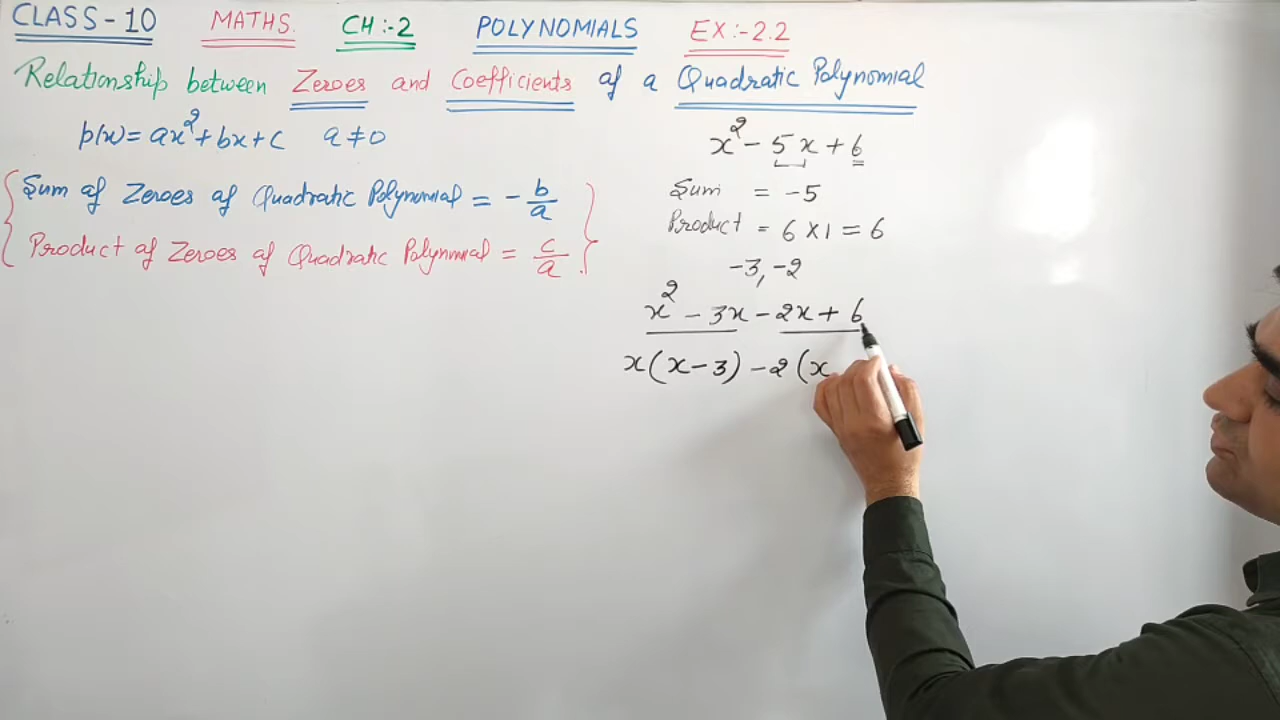 CLASS - 10 MATHS. CH :- 2 POLYNOMIALS EX :- 2.2
Relationship between Zeroes and Coefficients of a Quadratic Polynomial
p(x) = ax² + bx + c a ≠ 0
Sum of Zeroes of Quadratic Polynomial = - b/a
Product of Zeroes of Quadratic Polynomial = c/a .
x² - 5x + 6
Sum = -5
Product = 6 x 1 = 6
-3, -2
x² - 3x - 2x + 6
x(x - 3) - 2(x